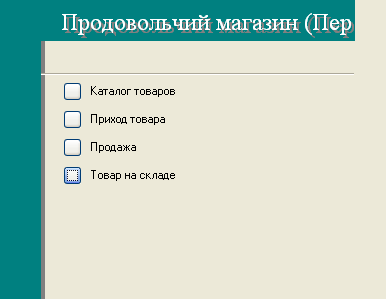 Продовольчий магазин (Пер
Каталог товаров
Приход товара
Продажа
Товар на складе